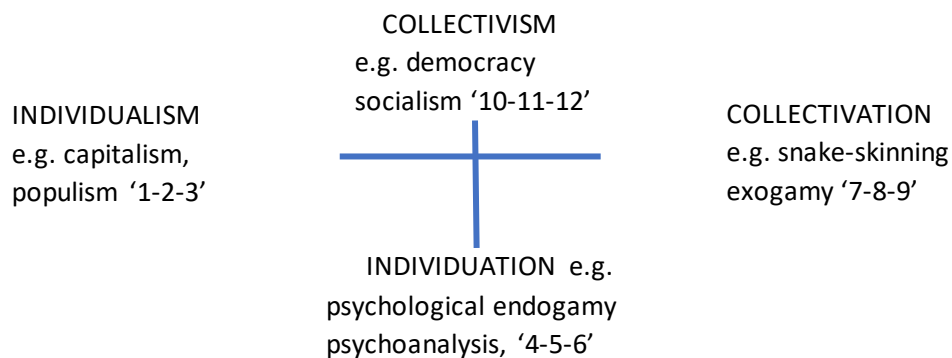 COLLECTIVISM
e.g. democracy
socialism ‘10-11-12’
INDIVIDUALISM
e.g. capitalism,
populism ‘1-2-3’
COLLECTIVATION
e.g. snake-skinning
exogamy ‘7-8-9’
INDIVIDUATION e.g.
psychological endogamy
psychoanalysis, ‘4-5-6’